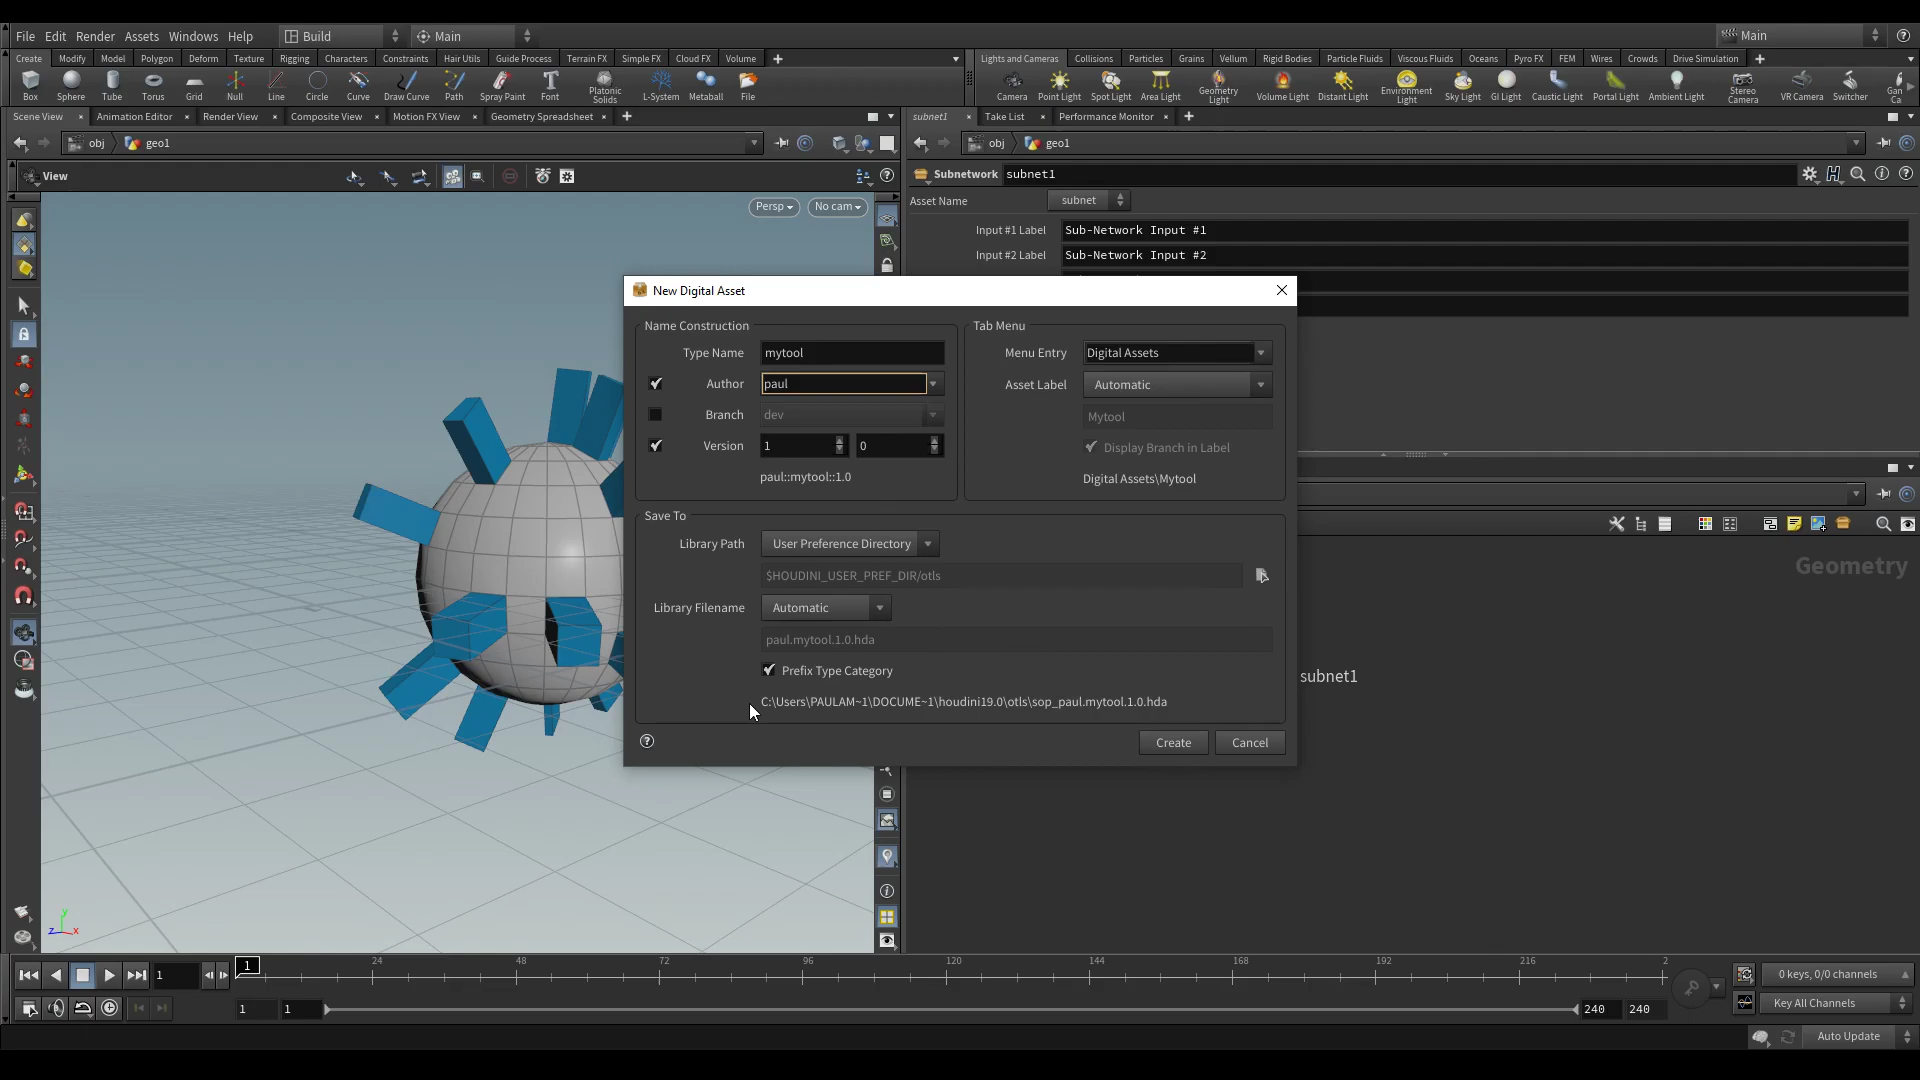 File Edit Render Assets Windows Help Build Main Main
Create Modify Model Polygon Deform Texture Rigging Characters Constraints Hair Utils Guide Process Terrain FX Simple FX Cloud FX Volume
Lights and Cameras Collisions Particles Grains Vellum Rigid Bodies Particle Fluids Viscous Fluids Oceans Pyro FX FEM Wires Crowds Drive Simulation
Box Sphere Tube Torus Grid Null Line Circle Curve Draw Curve Path Spray Paint Font Platonic Solids L-System Metaball File
Camera Point Light Spot Light Area Light Geometry Light Volume Light Distant Light Environment Light Sky Light GI Light Caustic Light Portal Light Ambient Light Stereo Camera VR Camera Switcher Gan Ca
Scene View Animation Editor Render View Composite View Motion FX View Geometry Spreadsheet
subnet1 Take List Performance Monitor
obj geo1
obj geo1
View
Subnetwork subnet1
Asset Name subnet
Persp No cam
Input #1 Label Sub-Network Input #1
Input #2 Label Sub-Network Input #2
New Digital Asset
Name Construction
Type Name mytool
Author paul
Branch dev
Version 1 0
paul::mytool::1.0
Tab Menu
Menu Entry Digital Assets
Asset Label Automatic
Mytool
Display Branch in Label
Digital Assets\Mytool
Save To
Library Path User Preference Directory
$HOUDINI_USER_PREF_DIR/otls
Library Filename Automatic
paul.mytool.1.0.hda
Prefix Type Category
C:\Users\PAULAM~1\DOCUME~1\houdini19.0\otls\sop_paul.mytool.1.0.hda
Create Cancel
Geometry
subnet1
y
z x
1 1 24 48 72 96 120 144 168 192 216 2
0 keys, 0/0 channels
1 1 240 240
Key All Channels
Auto Update